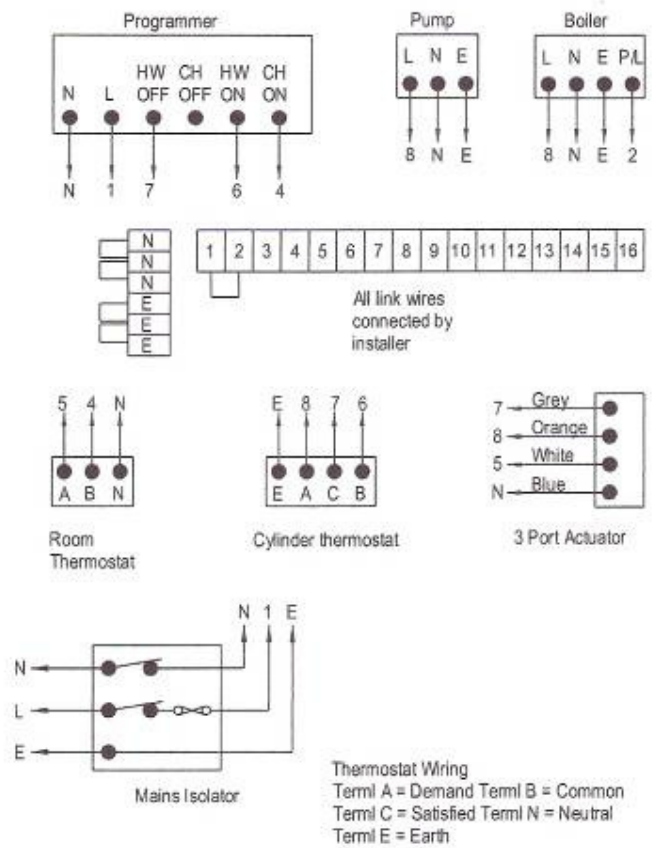 Programmer
N L HW OFF CH OFF HW ON CH ON
N 1 7 6 4
Pump
L N E
8 N E
Boiler
L N E P/L
8 N E 2
N
N
N
E
E
E
1 2 3 4 5 6 7 8 9 10 11 12 13 14 15 16
All link wires
connected by
installer
5 4 N
A B N
Room
Thermostat
E 8 7 6
E A C B
Cylinder thermostat
7 Grey
8 Orange
5 White
N Blue
3 Port Actuator
N 1 E
N
L
E
Mains Isolator
Thermostat Wiring
Terml A = Demand Terml B = Common
Terml C = Satisfied Terml N = Neutral
Terml E = Earth